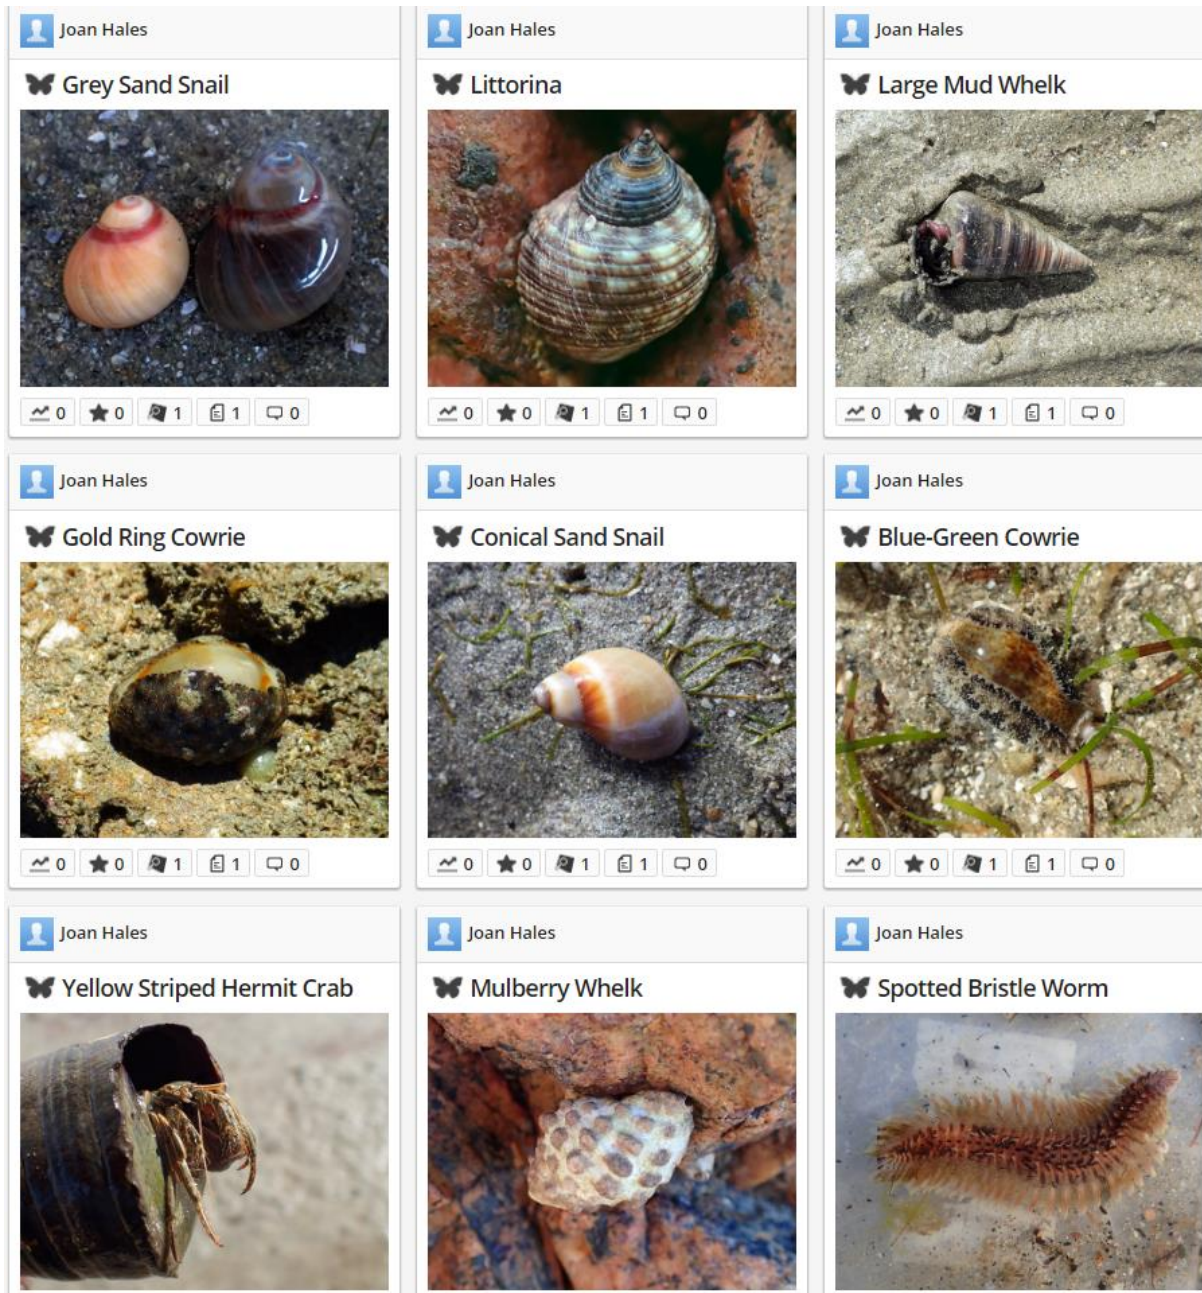 Joan Hales
Joan Hales
Joan Hales
Grey Sand Snail
Littorina
Large Mud Whelk
0 0 1 1 0
0 0 1 1 0
0 0 1 1 0
Joan Hales
Joan Hales
Joan Hales
Gold Ring Cowrie
Conical Sand Snail
Blue-Green Cowrie
0 0 1 1 0
0 0 1 1 0
0 0 1 1 0
Joan Hales
Joan Hales
Joan Hales
Yellow Striped Hermit Crab
Mulberry Whelk
Spotted Bristle Worm